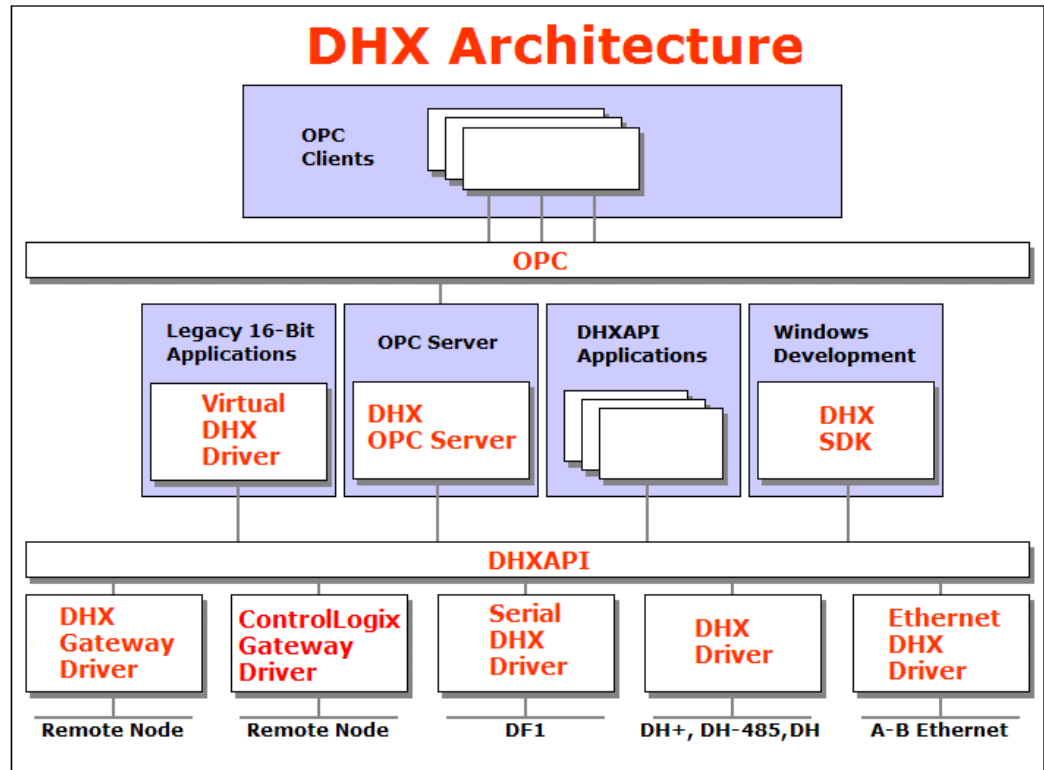 DHX Architecture
OPC
Clients
OPC
Legacy 16-Bit
Applications
Virtual
DHX
Driver
OPC Server
DHX
OPC Server
DHXAPI
Applications
Windows
Development
DHX
SDK
DHXAPI
DHX
Gateway
Driver
ControlLogix
Gateway
Driver
Serial
DHX
Driver
DHX
Driver
Ethernet
DHX
Driver
Remote Node
Remote Node
DF1
DH+, DH-485,DH
A-B Ethernet